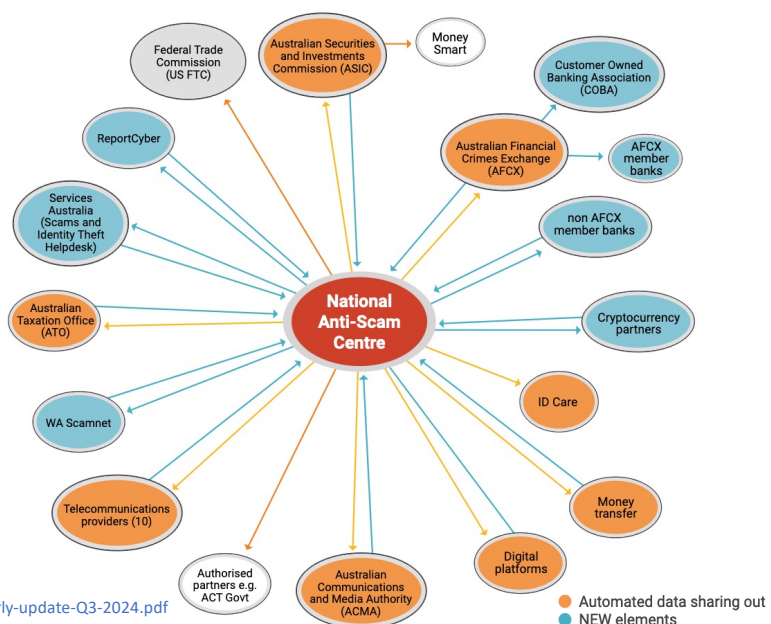 Federal Trade
Commission
(US FTC)
Australian Securities
and Investments
Commission (ASIC)
Money
Smart
Customer Owned
Banking Association
(COBA)
ReportCyber
Australian Financial
Crimes Exchange
(AFCX)
AFCX
member
banks
Services
Australia
(Scams and
Identity Theft
Helpdesk)
non AFCX
member banks
National
Anti-Scam
Centre
Australian
Taxation Office
(ATO)
Cryptocurrency
partners
WA Scamnet
ID Care
Telecommunications
providers (10)
Money
transfer
Digital
platforms
Authorised
partners e.g.
ACT Govt
Australian
Communications
and Media Authority
(ACMA)
rly-update-Q3-2024.pdf
Automated data sharing out
NEW elements